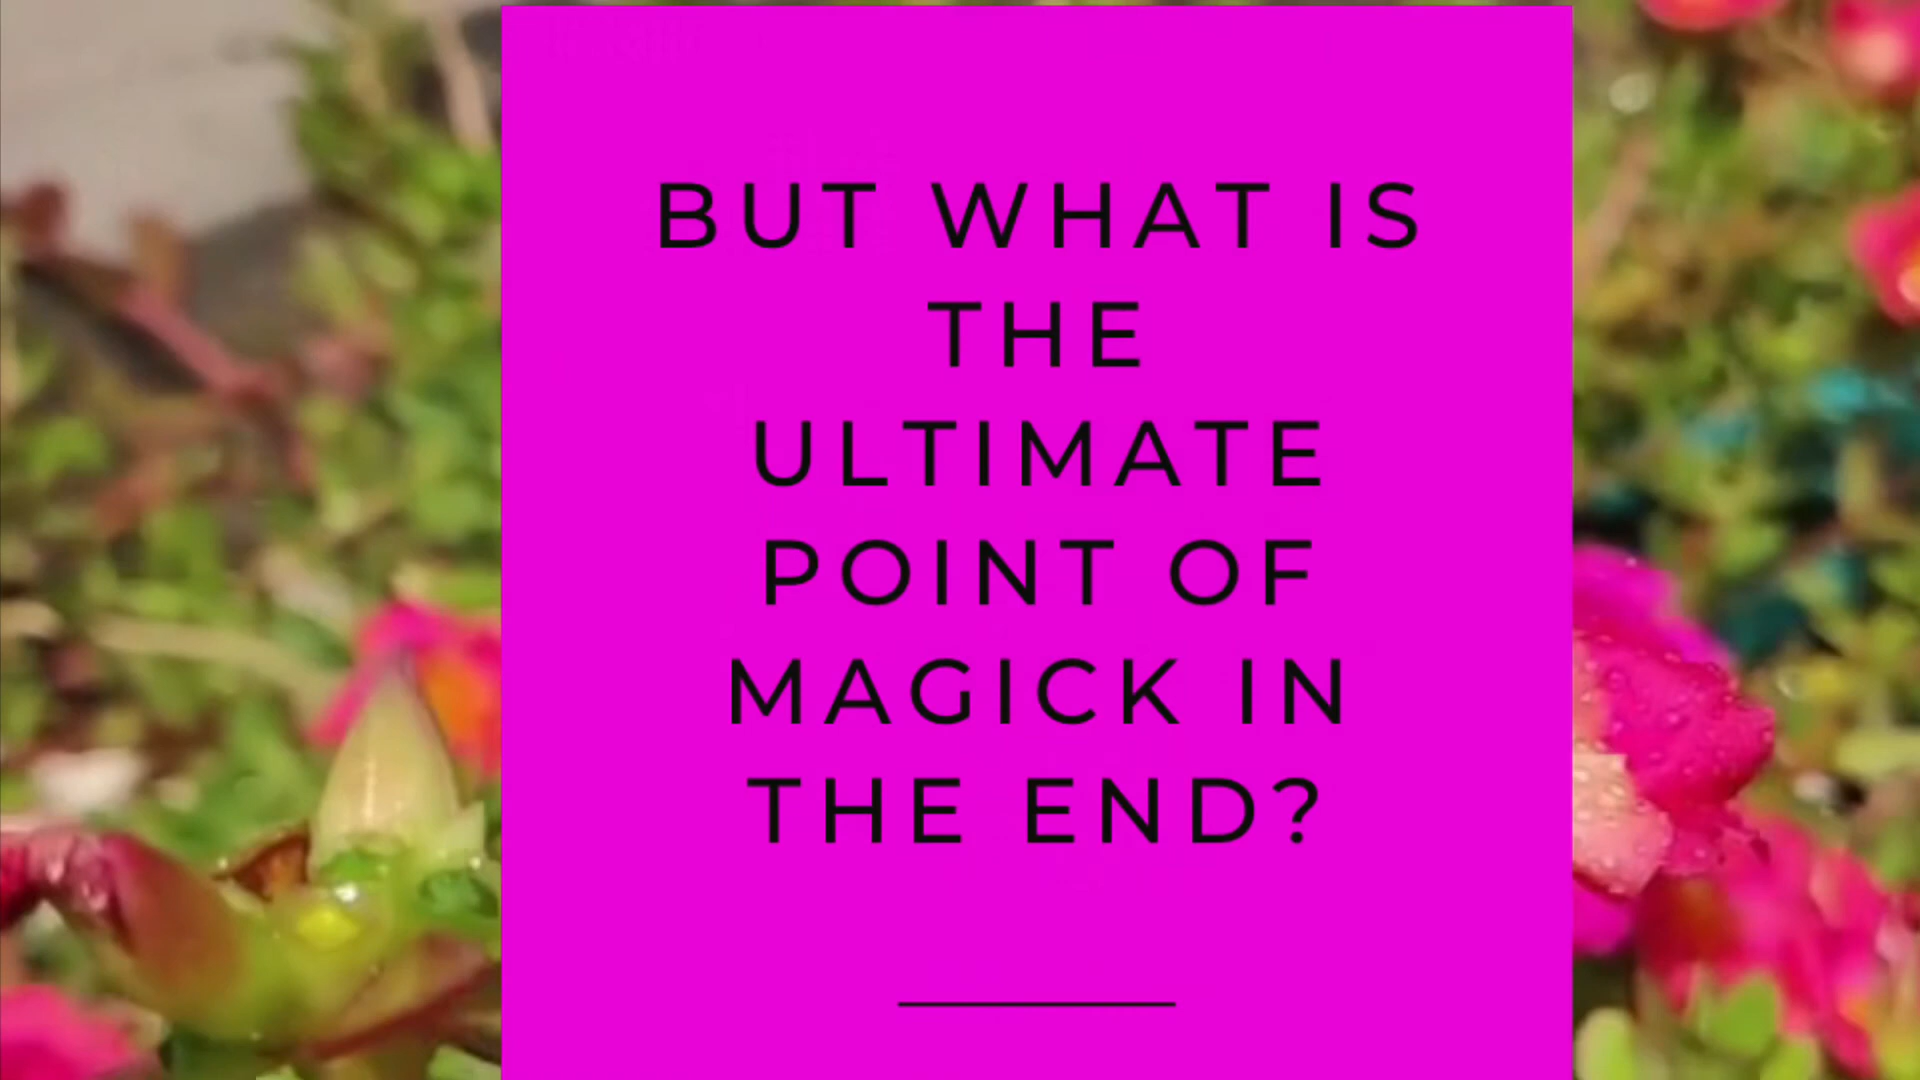 BUT WHAT IS
THE
ULTIMATE
POINT OF
MAGICK IN
THE END?